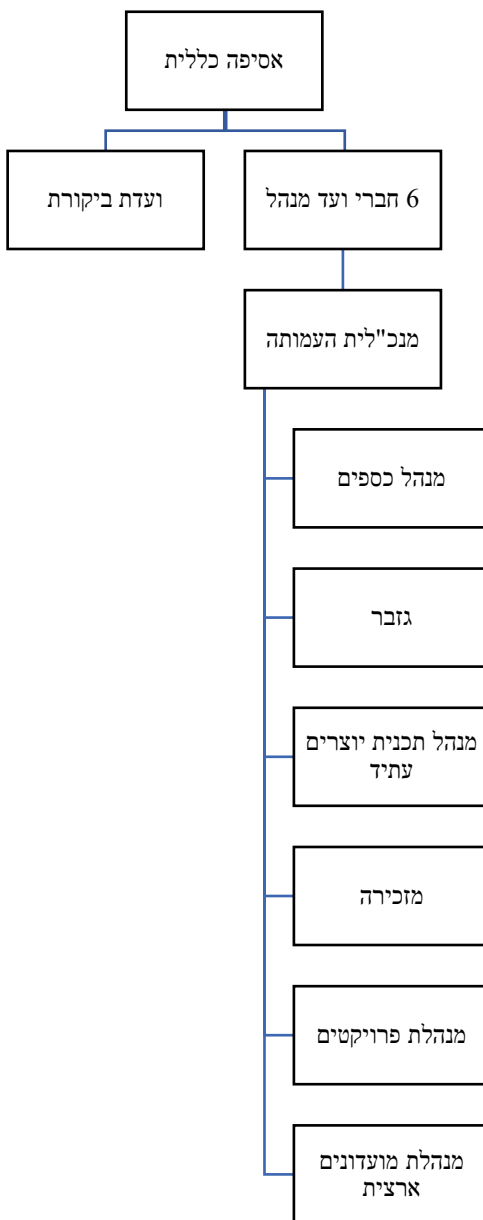 אסיפה כללית
6 חברי ועד מנהל
ועדת ביקורת
מנכ"לית העמותה
מנהל כספים
גזבר
מנהל תכנית יוצרים
עתיד
מזכירה
מנהלת פרויקטים
מנהלת מועדונים
ארצית